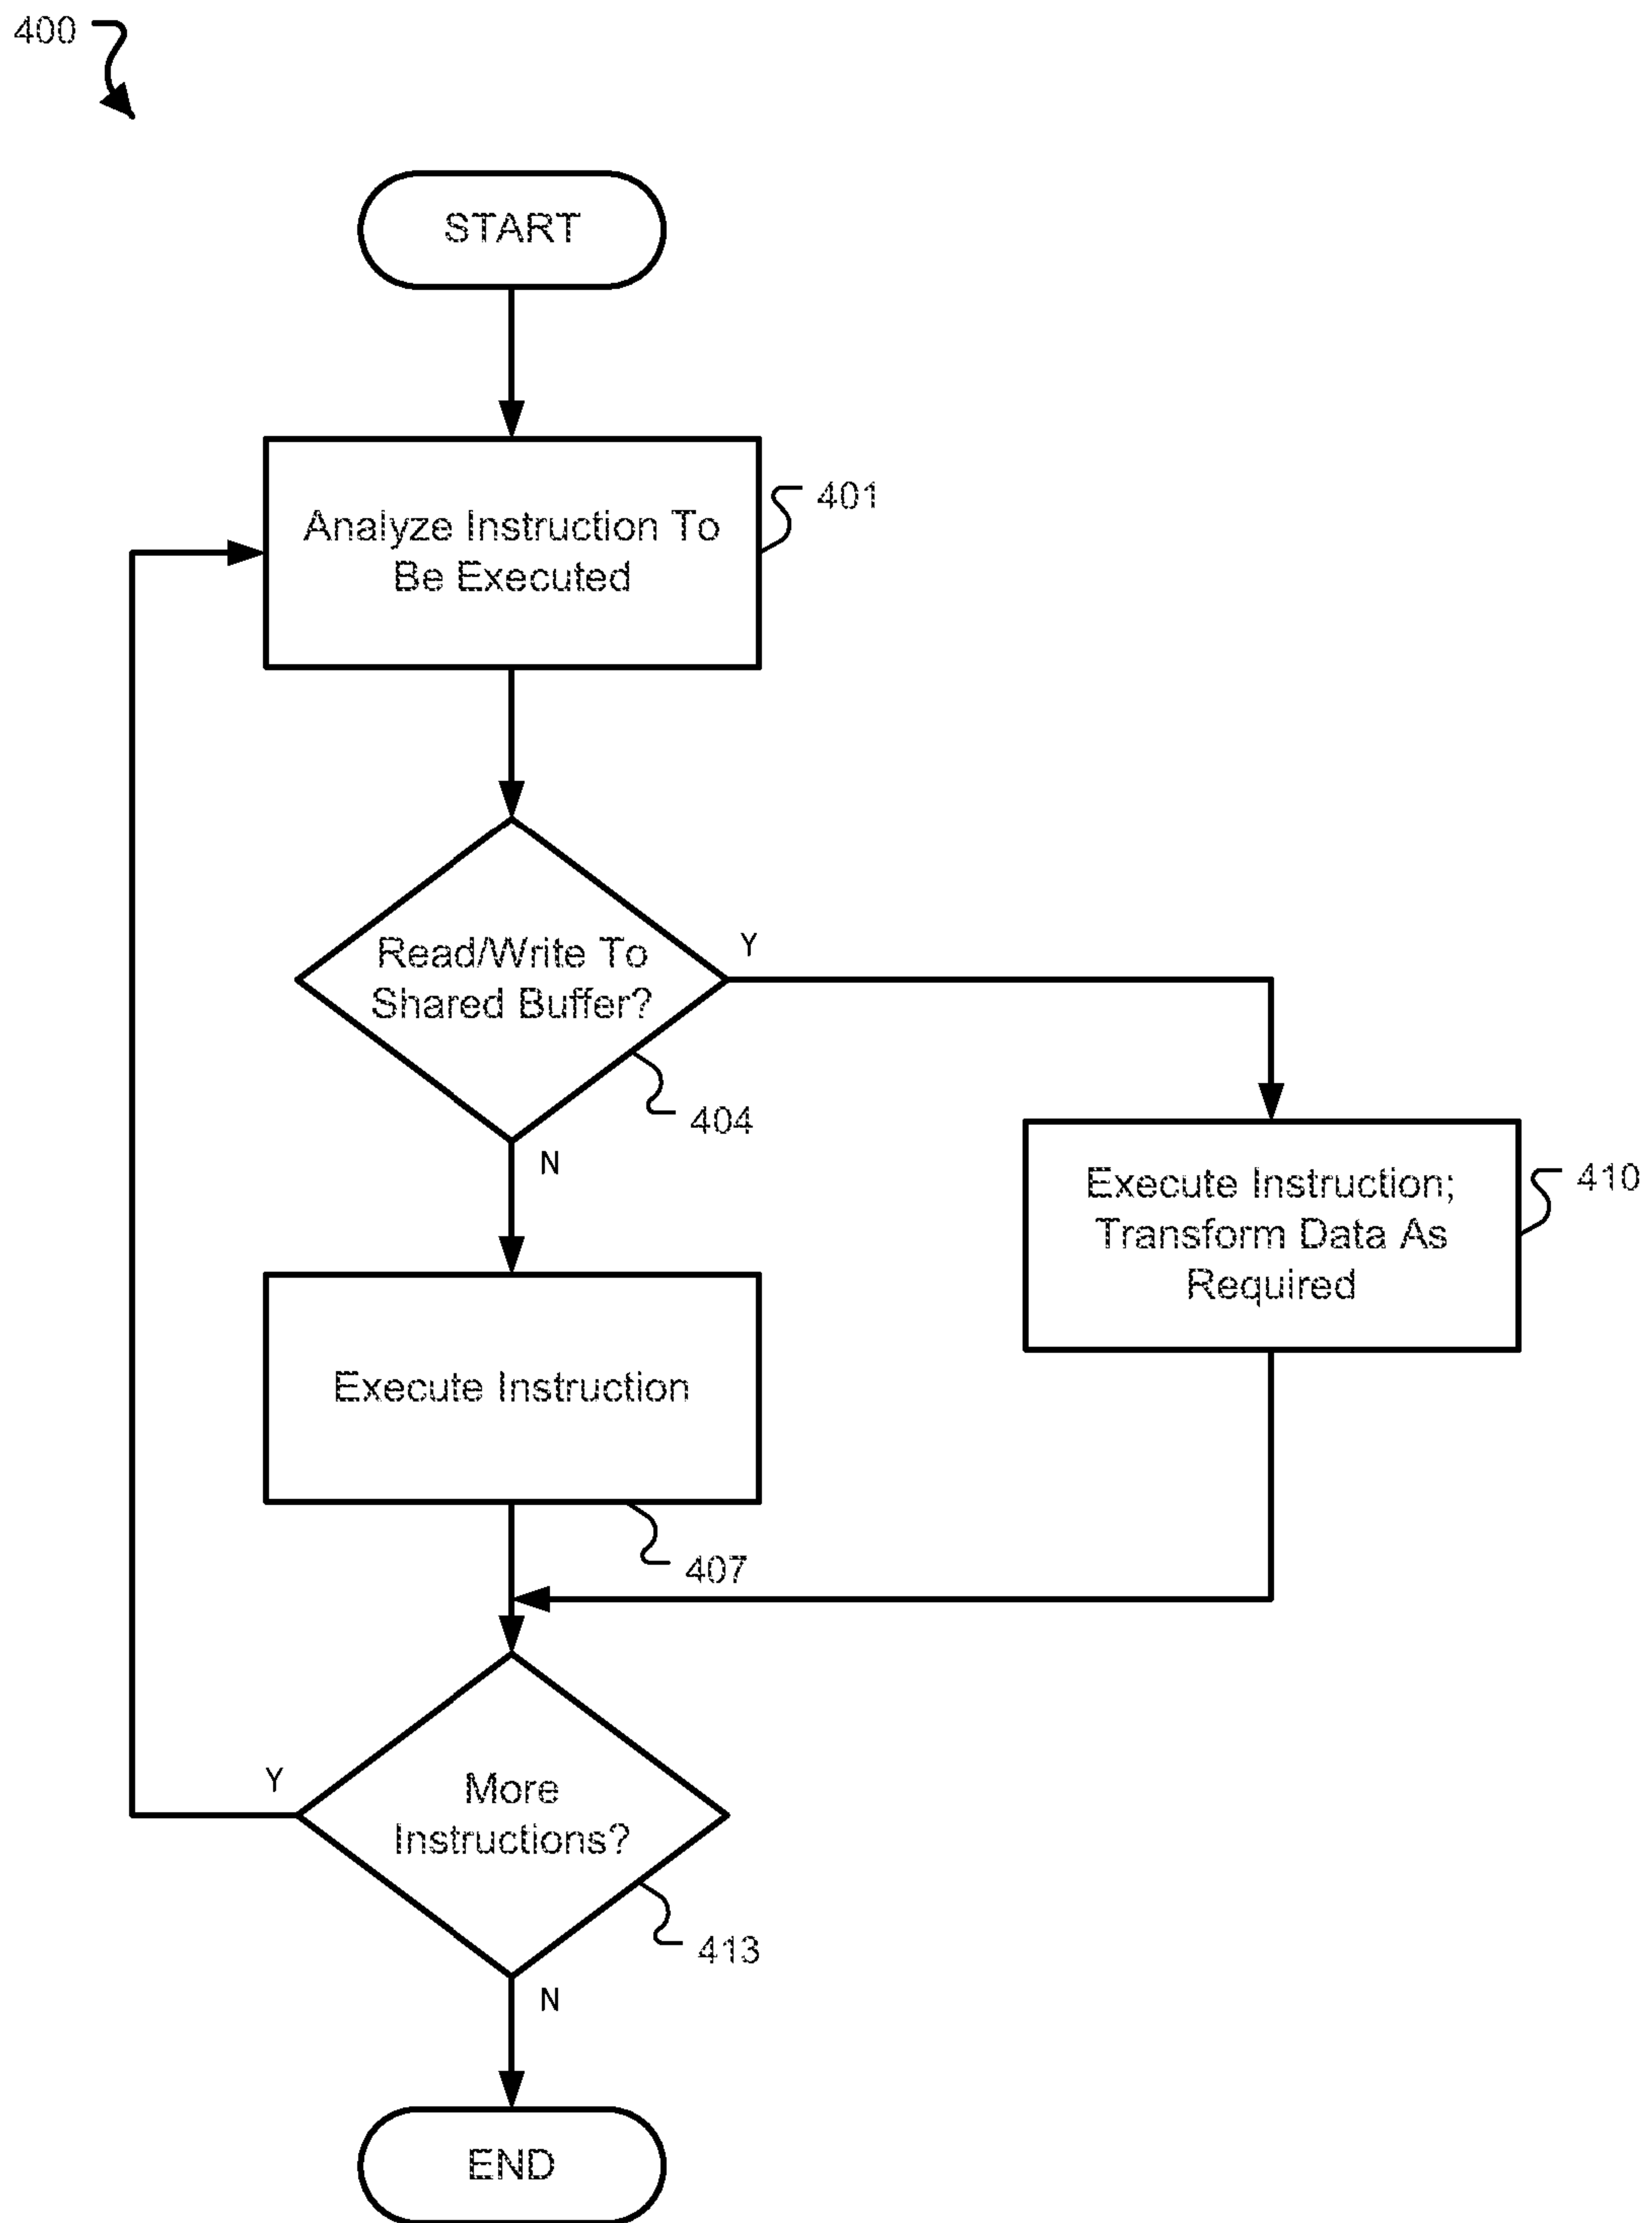 400
START
Analyze Instruction To
Be Executed
401
Read/Write To
Shared Buffer?
Y
404
N
Execute Instruction;
Transform Data As
Required
410
Execute Instruction
407
More
Instructions?
Y
413
N
END